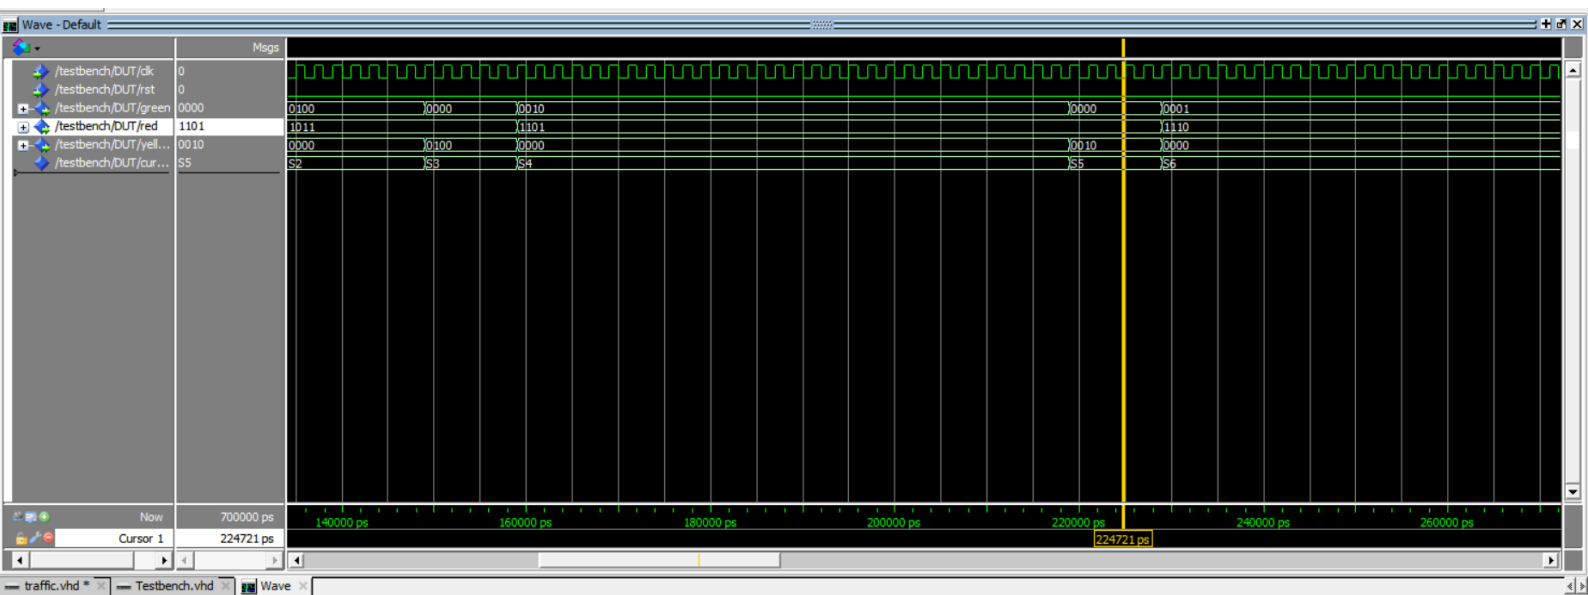 Wave - Default
Msgs
/testbench/DUT/clk 0
/testbench/DUT/rst 0
/testbench/DUT/green 0000 0100 0000 0010 0000 0001
/testbench/DUT/red 1101 1011 1101 1110
/testbench/DUT/yell... 0010 0000 0100 0000 0010 0000
/testbench/DUT/cur... S5 S2 S3 S4 S5 S6
Now 700000 ps 140000 ps 160000 ps 180000 ps 200000 ps 220000 ps 240000 ps 260000 ps
Cursor 1 224721 ps 224721 ps
traffic.vhd * Testbench.vhd Wave